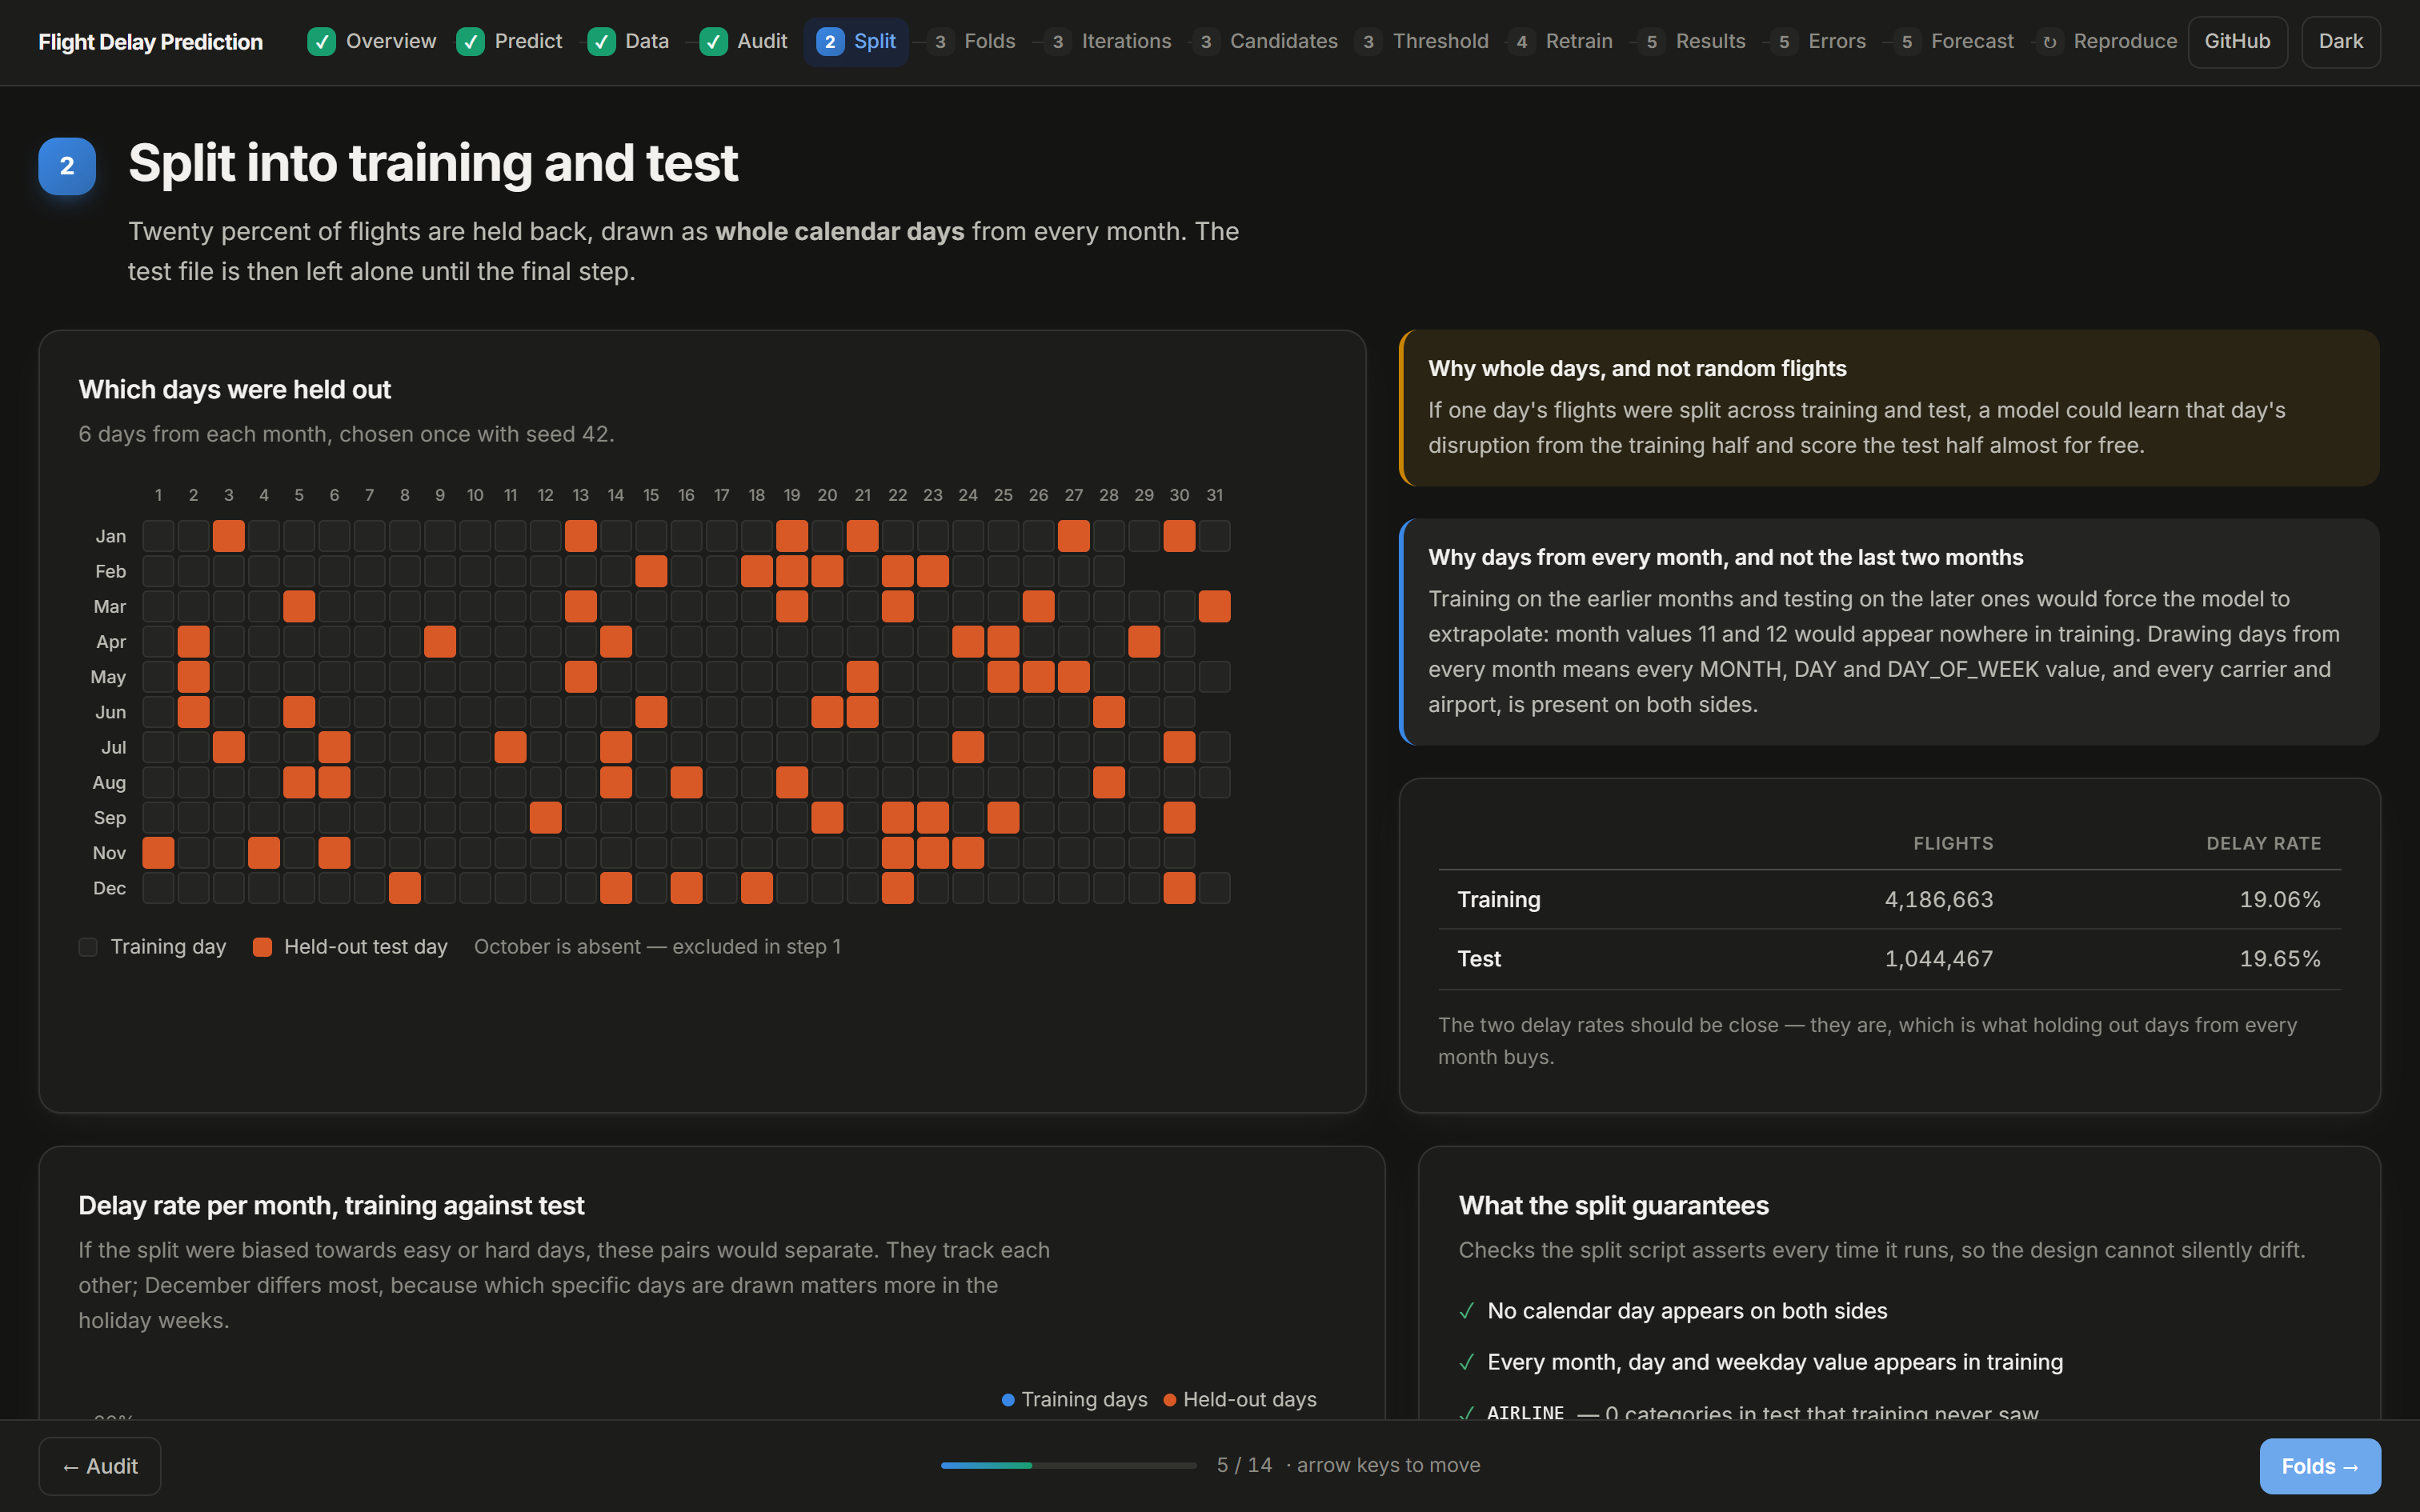 Flight Delay Prediction
✓ Overview
✓ Predict
✓ Data
✓ Audit
2 Split
3 Folds
3 Iterations
3 Candidates
3 Threshold
4 Retrain
5 Results
5 Errors
5 Forecast
↻ Reproduce
GitHub
Dark
2
Split into training and test
Twenty percent of flights are held back, drawn as whole calendar days from every month. The
test file is then left alone until the final step.
Which days were held out
6 days from each month, chosen once with seed 42.
1 2 3 4 5 6 7 8 9 10 11 12 13 14 15 16 17 18 19 20 21 22 23 24 25 26 27 28 29 30 31
Jan
Feb
Mar
Apr
May
Jun
Jul
Aug
Sep
Nov
Dec
Training day
Held-out test day
October is absent — excluded in step 1
Why whole days, and not random flights
If one day's flights were split across training and test, a model could learn that day's
disruption from the training half and score the test half almost for free.
Why days from every month, and not the last two months
Training on the earlier months and testing on the later ones would force the model to
extrapolate: month values 11 and 12 would appear nowhere in training. Drawing days from
every month means every MONTH, DAY and DAY_OF_WEEK value, and every carrier and
airport, is present on both sides.
FLIGHTS DELAY RATE
Training 4,186,663 19.06%
Test 1,044,467 19.65%
The two delay rates should be close — they are, which is what holding out days from every
month buys.
Delay rate per month, training against test
If the split were biased towards easy or hard days, these pairs would separate. They track each
other; December differs most, because which specific days are drawn matters more in the
holiday weeks.
Training days
Held-out days
What the split guarantees
Checks the split script asserts every time it runs, so the design cannot silently drift.
✓ No calendar day appears on both sides
✓ Every month, day and weekday value appears in training
✓ AIRLINE — 0 categories in test that training never saw
← Audit
5 / 14 · arrow keys to move
Folds →